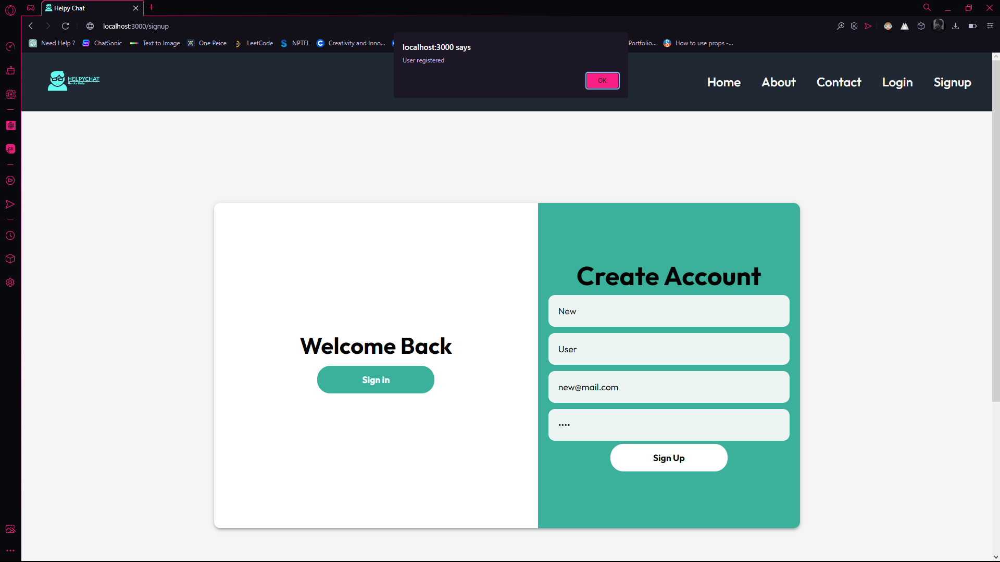 Helpy Chat
localhost:3000/signup
Need Help ?
ChatSonic
Text to Image
One Peice
LeetCode
NPTEL
Creativity and Inno...
Portfolio...
How to use props -...
localhost:3000 says
User registered
OK
HELPYCHAT
Geeks Help
Home
About
Contact
Login
Signup
Welcome Back
Sign in
Create Account
New
User
new@mail.com
····
Sign Up